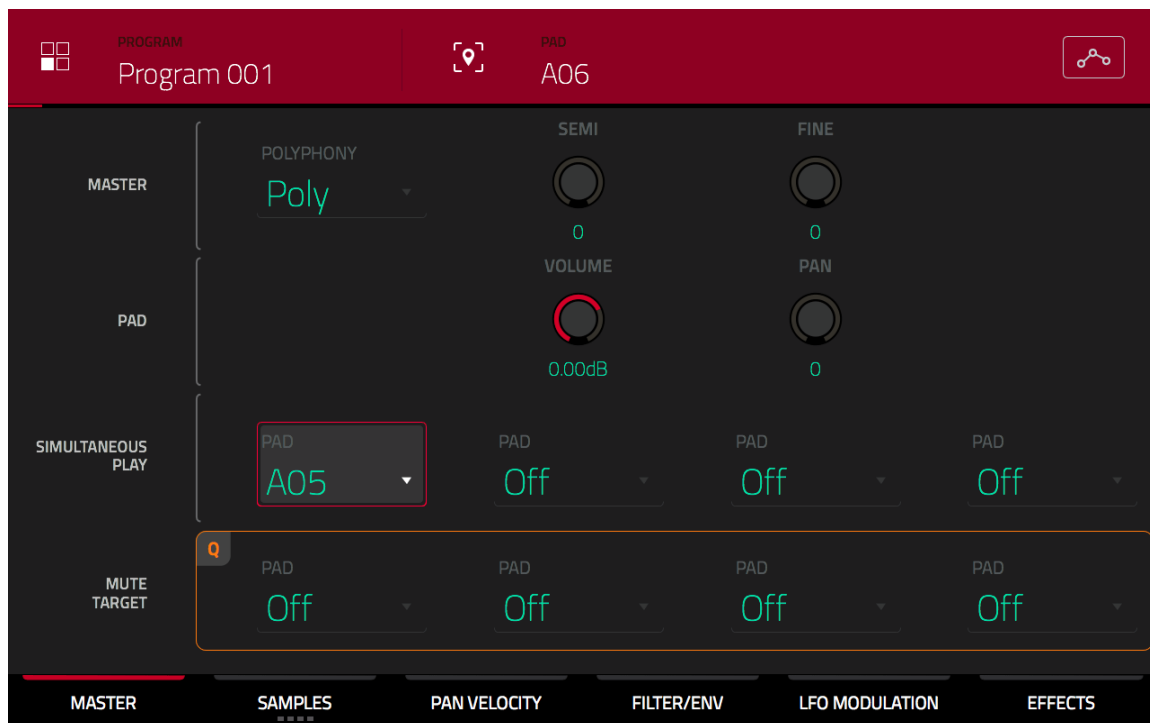 PROGRAM
Program 001
PAD
A06
MASTER
POLYPHONY
Poly
SEMI
0
FINE
0
PAD
VOLUME
0.00dB
PAN
0
SIMULTANEOUS
PLAY
PAD
A05
PAD
Off
PAD
Off
PAD
Off
MUTE
TARGET
Q
PAD
Off
PAD
Off
PAD
Off
PAD
Off
MASTER
SAMPLES
PAN VELOCITY
FILTER/ENV
LFO MODULATION
EFFECTS